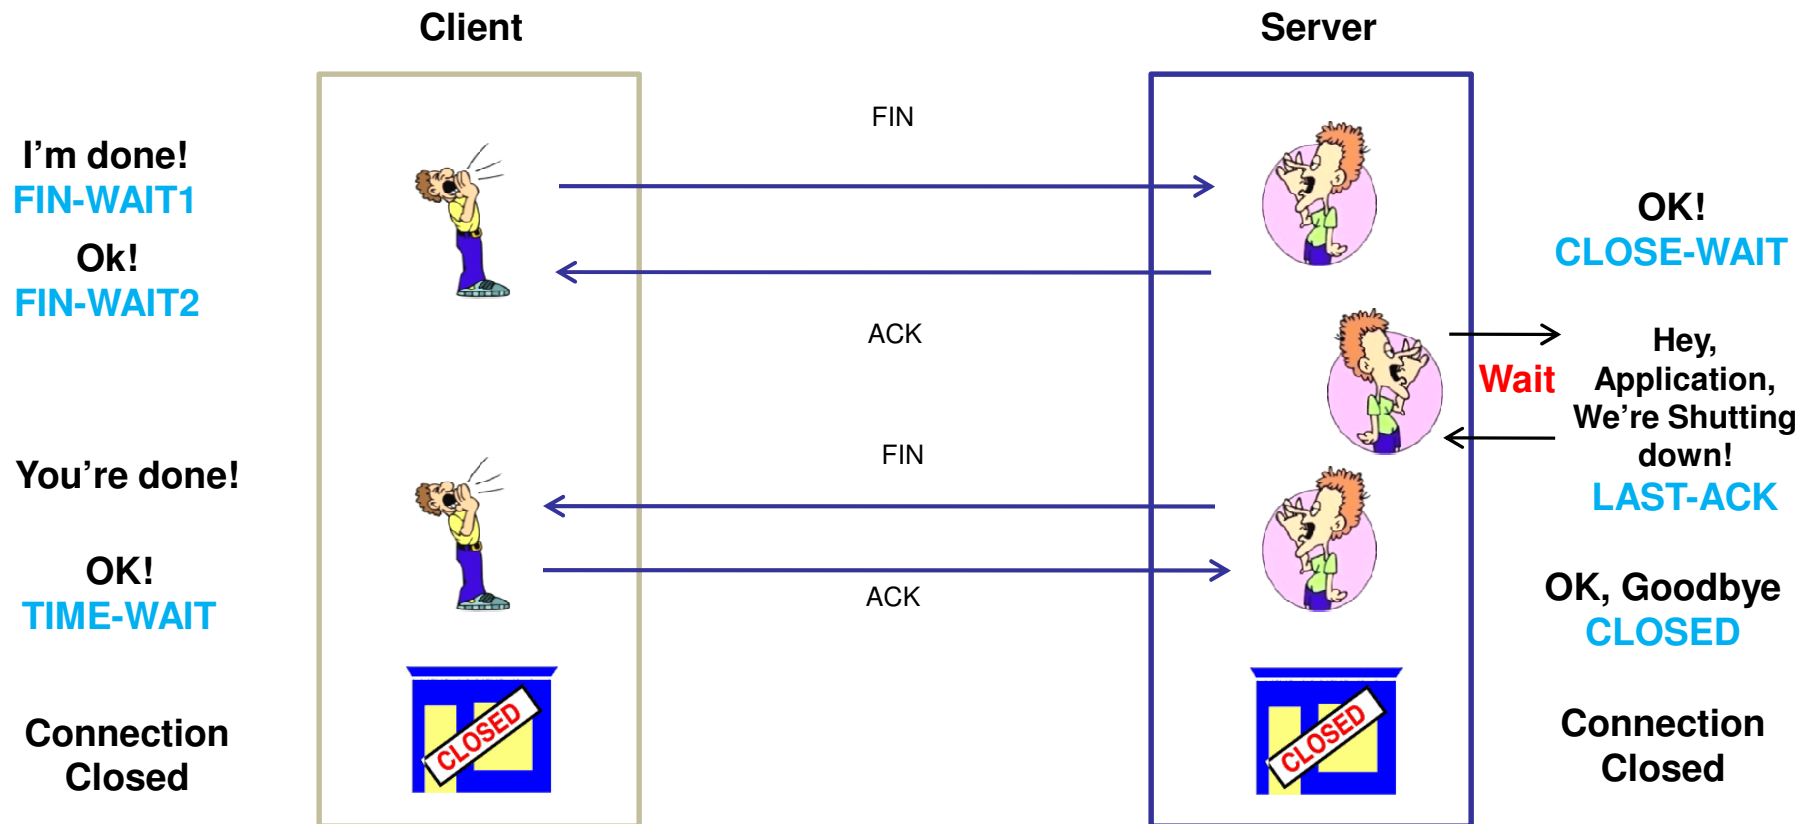 Client
Server
FIN
I'm done!
FIN-WAIT1
OK!
CLOSE-WAIT
Ok!
FIN-WAIT2
ACK
Wait
Hey,
Application,
We're Shutting
down!
LAST-ACK
FIN
You're done!
OK!
TIME-WAIT
ACK
OK, Goodbye
CLOSED
CLOSED
CLOSED
Connection
Closed
Connection
Closed